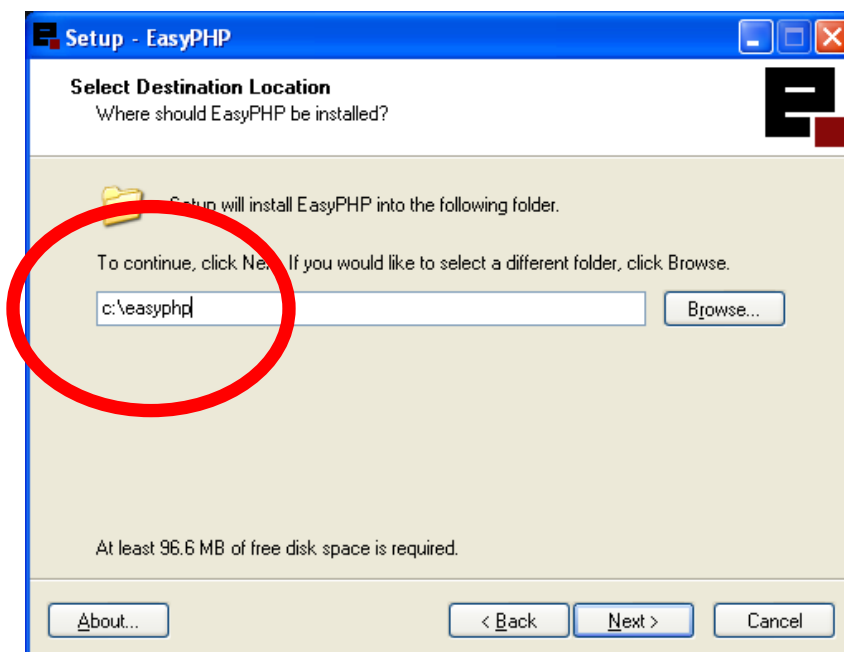 Setup - EasyPHP
Select Destination Location
Where should EasyPHP be installed?
Setup will install EasyPHP into the following folder.
To continue, click Next. If you would like to select a different folder, click Browse.
c:\easyphp
Browse...
At least 96.6 MB of free disk space is required.
About...
< Back
Next >
Cancel